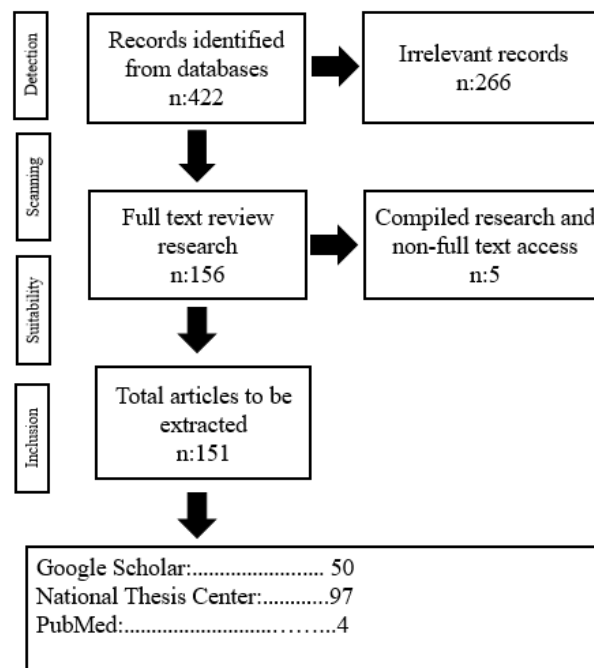 Detection
Records identified
from databases
n:422
Irrelevant records
n:266
Scanning
Full text review
research
n:156
Compiled research and
non-full text access
n:5
Suitability
Total articles to be
extracted
n:151
Inclusion
Google Scholar:......................... 50
National Thesis Center:............97
PubMed:....................................4